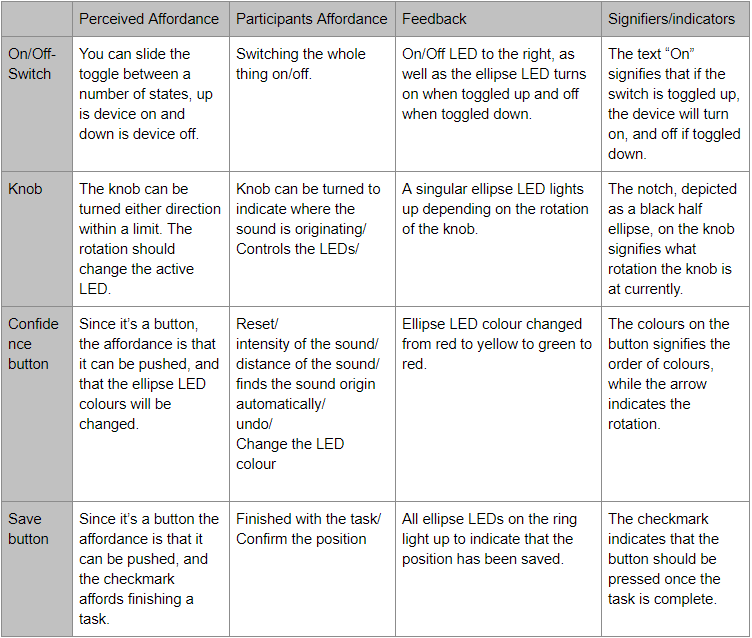 Perceived Affordance
Participants Affordance
Feedback
Signifiers/indicators
On/Off-
Switch
You can slide the
toggle between a
number of states, up
is device on and
down is device off.
Switching the whole
thing on/off.
On/Off LED to the right, as
well as the ellipse LED turns
on when toggled up and off
when toggled down.
The text “On”
signifies that if the
switch is toggled up,
the device will turn
on, and off if toggled
down.
Knob
The knob can be
turned either direction
within a limit. The
rotation should
change the active
LED.
Knob can be turned to
indicate where the
sound is originating/
Controls the LEDs/
A singular ellipse LED lights
up depending on the rotation
of the knob.
The notch, depicted
as a black half
ellipse, on the knob
signifies what
rotation the knob is
at currently.
Confide
nce
button
Since it’s a button,
the affordance is that
it can be pushed, and
that the ellipse LED
colours will be
changed.
Reset/
intensity of the sound/
distance of the sound/
finds the sound origin
automatically/
undo/
Change the LED
colour
Ellipse LED colour changed
from red to yellow to green to
red.
The colours on the
button signifies the
order of colours,
while the arrow
indicates the
rotation.
Save
button
Since it’s a button the
affordance is that it
can be pushed, and
the checkmark
affords finishing a
task.
Finished with the task/
Confirm the position
All ellipse LEDs on the ring
light up to indicate that the
position has been saved.
The checkmark
indicates that the
button should be
pressed once the
task is complete.